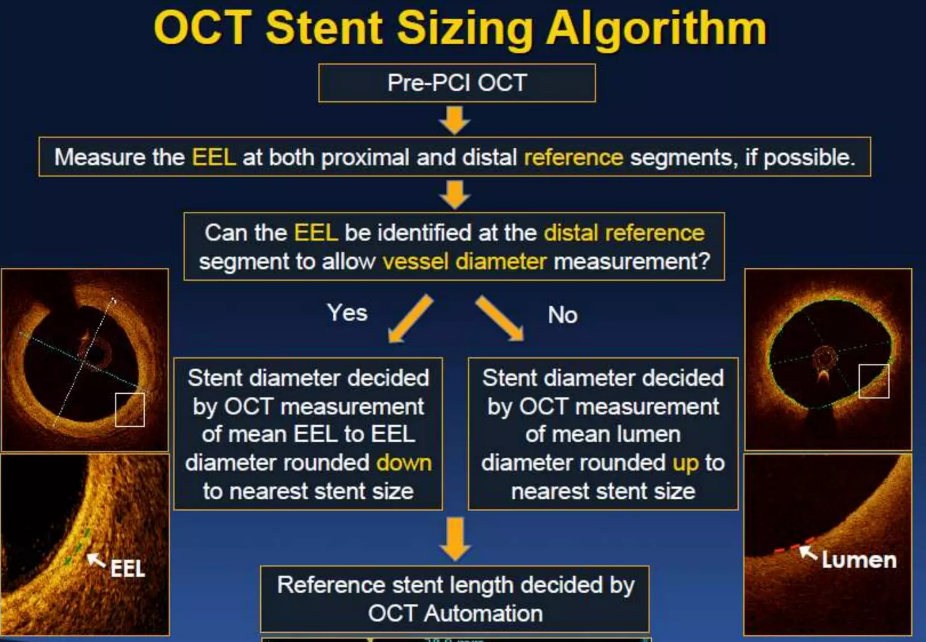 OCT Stent Sizing Algorithm
Pre-PCI OCT
Measure the EEL at both proximal and distal reference segments, if possible.
Can the EEL be identified at the distal reference
segment to allow vessel diameter measurement?
Yes
No
Stent diameter decided
by OCT measurement
of mean EEL to EEL
diameter rounded down
to nearest stent size
Stent diameter decided
by OCT measurement
of mean lumen
diameter rounded up to
nearest stent size
EEL
Lumen
Reference stent length decided by
OCT Automation